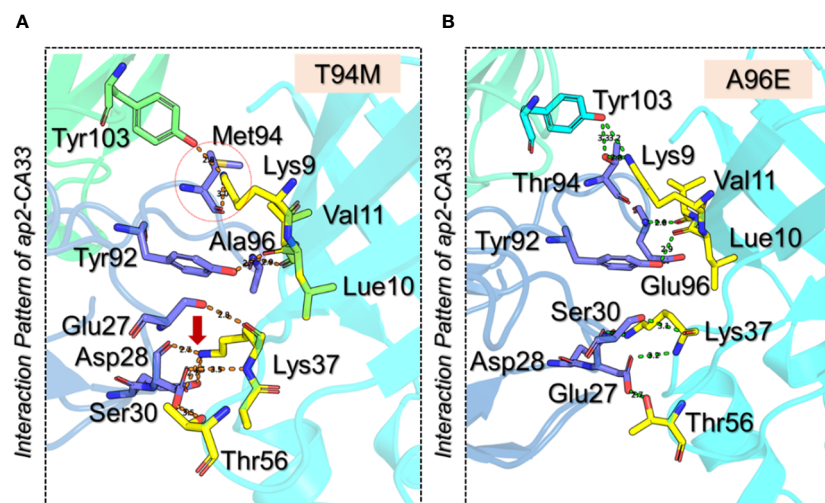 A
B
Interaction Pattern of ap2-CA33
T94M
Tyr103
Met94
Lys9
Val11
Ala96
Tyr92
Lue10
Glu27
Asp28
Lys37
Ser30
Thr56
Interaction Pattern of ap2-CA33
A96E
Tyr103
Lys9
Thr94
Val11
Tyr92
Lue10
Glu96
Ser30
Lys37
Asp28
Glu27
Thr56